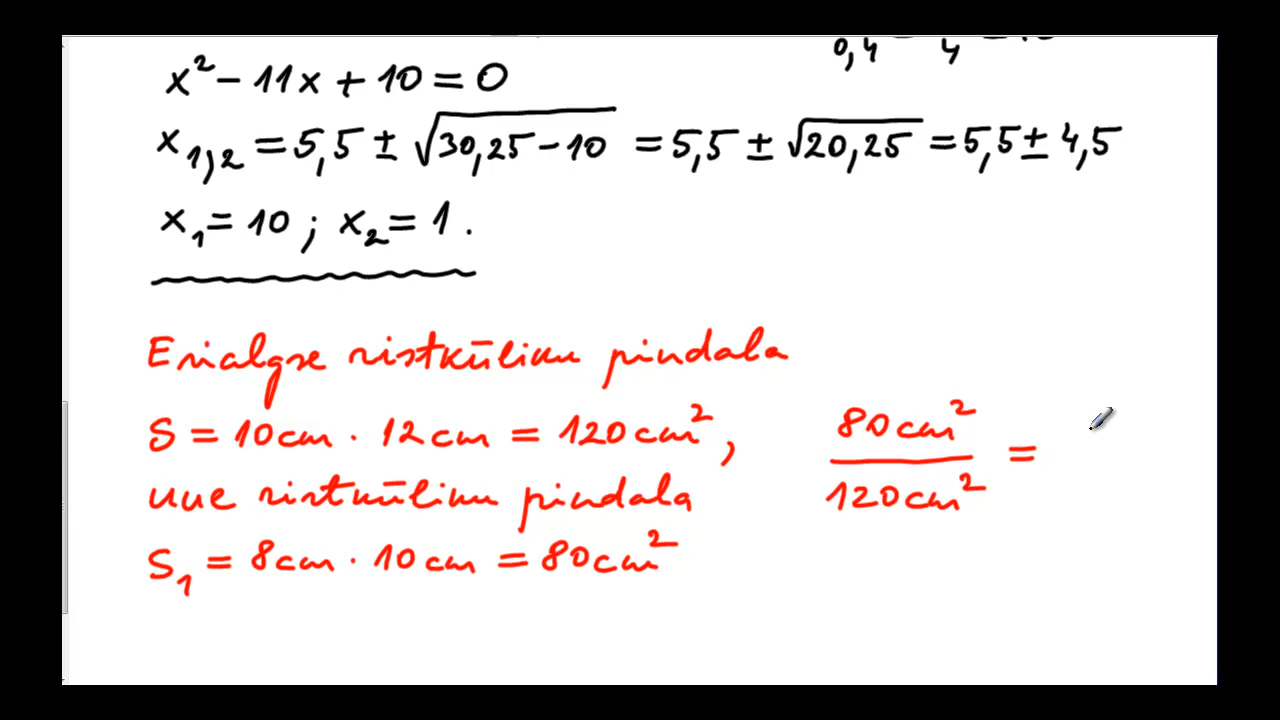 x² - 11x + 10 = 0
x₁,₂ = 5,5 ± √30,25 - 10 = 5,5 ± √20,25 = 5,5 ± 4,5
x₁ = 10 ; x₂ = 1 .
Enialgse ristküliku pindala
S = 10cm · 12cm = 120cm²,
uue ristküliku pindala
S₁ = 8cm · 10cm = 80cm²
80cm²
120cm²
=